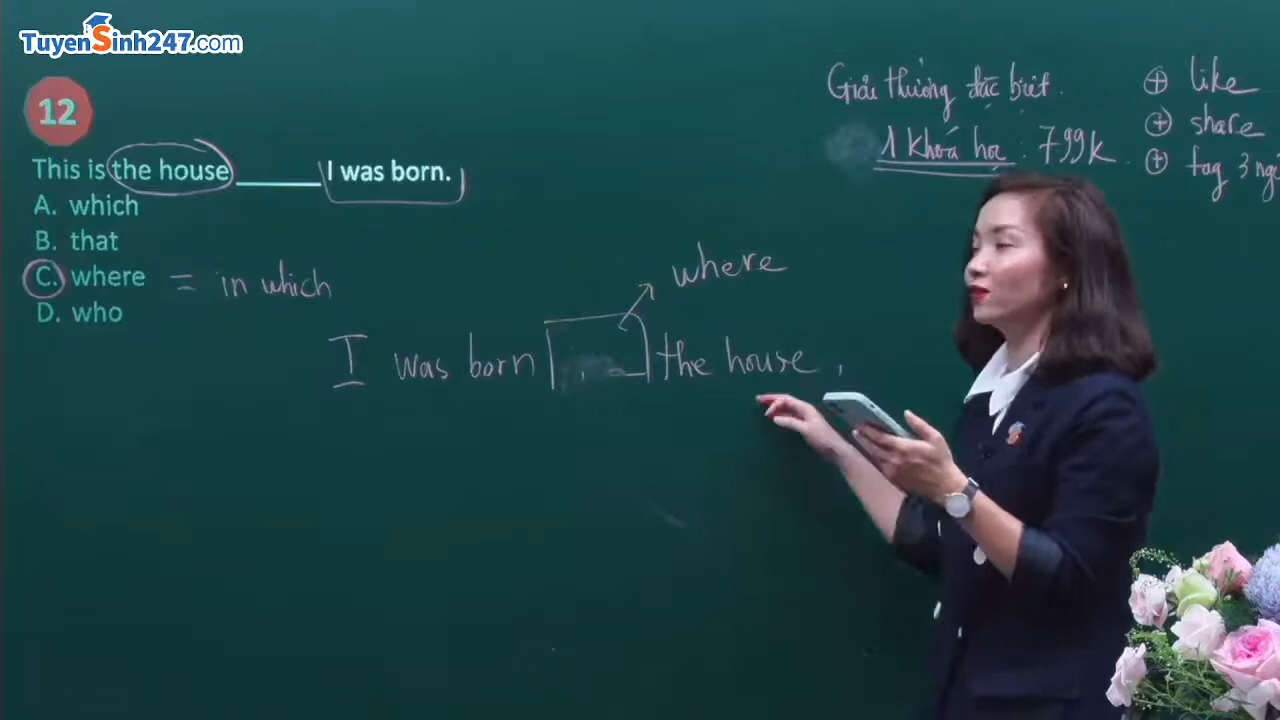 TuyenSinh247.com
12
This is the house ______ I was born.
A. which
B. that
C. where = in which
D. who
where
I was born the house,
Giải thưởng đặc biệt.
1 khoá học : 799k.
+ like
+ share
+ tag 3